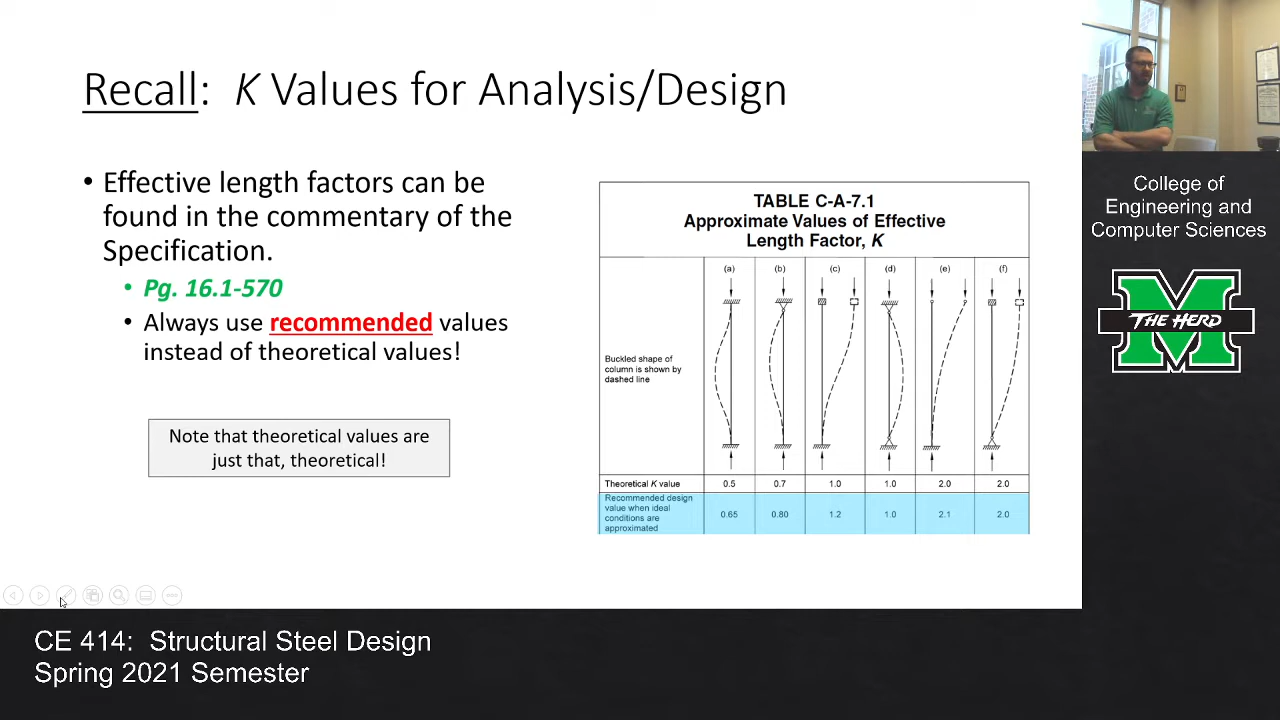 Recall:  K Values for Analysis/Design
• Effective length factors can be
found in the commentary of the
Specification.
• Pg. 16.1-570
• Always use recommended values
instead of theoretical values!
Note that theoretical values are
just that, theoretical!
TABLE C-A-7.1
Approximate Values of Effective
Length Factor, K
(a) (b) (c) (d) (e) (f)
Buckled shape of
column is shown by
dashed line
Theoretical K value 0.5 0.7 1.0 1.0 2.0 2.0
Recommended design
value when ideal
conditions are
approximated
0.65 0.80 1.2 1.0 2.1 2.0
College of
Engineering and
Computer Sciences
M
THE HERD
CE 414:  Structural Steel Design
Spring 2021 Semester